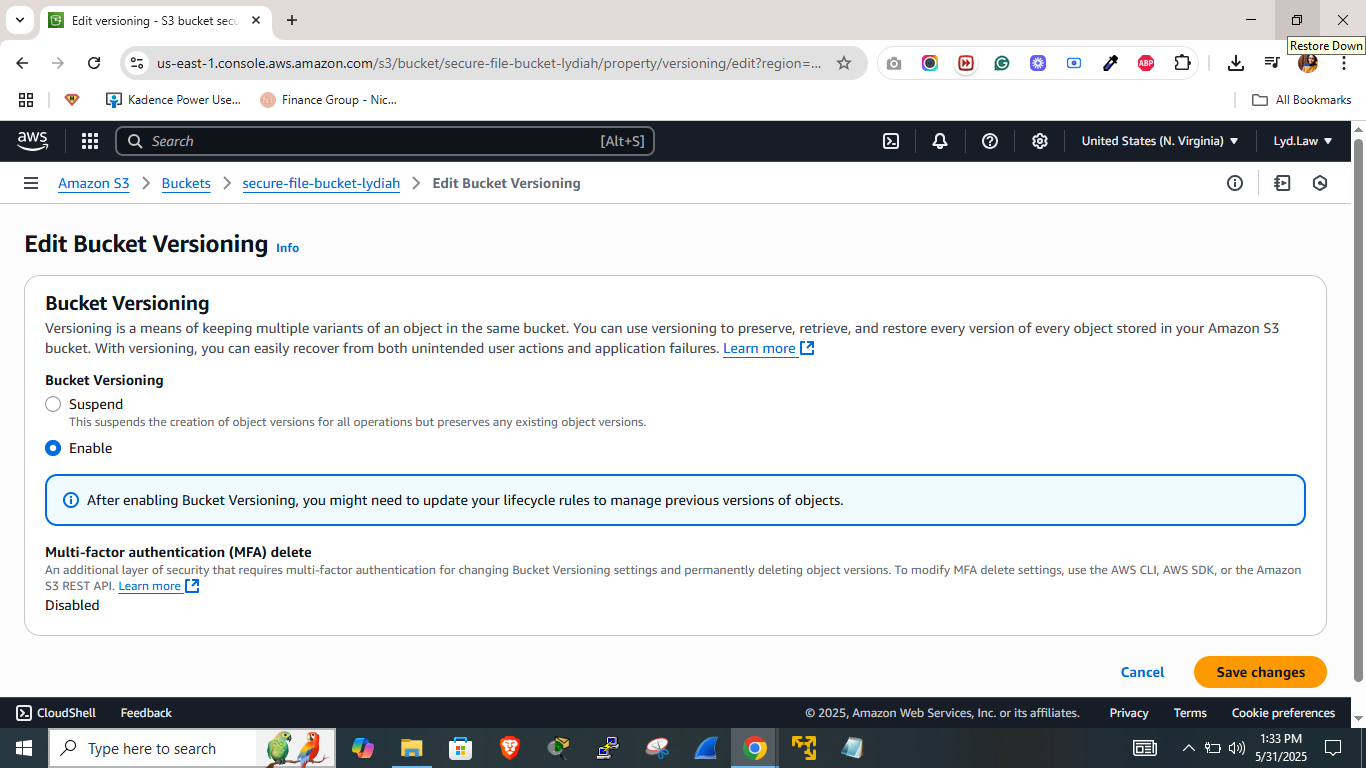 Edit versioning - S3 bucket secu
Restore Down
us-east-1.console.aws.amazon.com/s3/bucket/secure-file-bucket-lydiah/property/versioning/edit?region=...
ABP
Kadence Power Use...
Finance Group - Nic...
All Bookmarks
aws
Search
[Alt+S]
United States (N. Virginia)
Lyd.Law
Amazon S3
Buckets
secure-file-bucket-lydiah
Edit Bucket Versioning
Edit Bucket Versioning Info
Bucket Versioning
Versioning is a means of keeping multiple variants of an object in the same bucket. You can use versioning to preserve, retrieve, and restore every version of every object stored in your Amazon S3
bucket. With versioning, you can easily recover from both unintended user actions and application failures. Learn more
Bucket Versioning
Suspend
This suspends the creation of object versions for all operations but preserves any existing object versions.
Enable
After enabling Bucket Versioning, you might need to update your lifecycle rules to manage previous versions of objects.
Multi-factor authentication (MFA) delete
An additional layer of security that requires multi-factor authentication for changing Bucket Versioning settings and permanently deleting object versions. To modify MFA delete settings, use the AWS CLI, AWS SDK, or the Amazon
S3 REST API. Learn more
Disabled
Cancel
Save changes
CloudShell
Feedback
© 2025, Amazon Web Services, Inc. or its affiliates.
Privacy
Terms
Cookie preferences
Type here to search
1:33 PM
5/31/2025